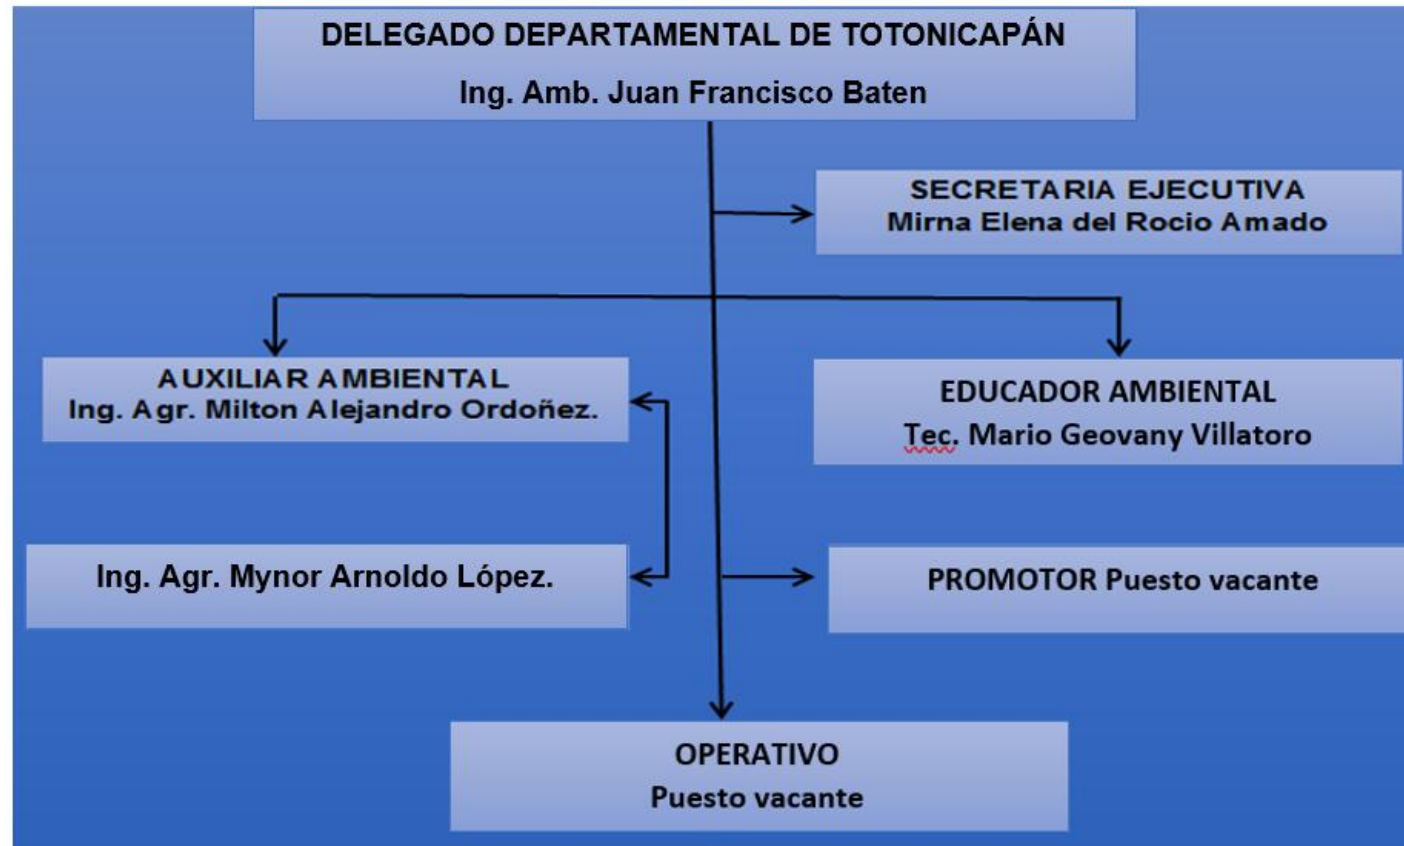 DELEGADO DEPARTAMENTAL DE TOTONICAPÁN
Ing. Amb. Juan Francisco Baten
SECRETARIA EJECUTIVA
Mirna Elena del Rocio Amado
AUXILIAR AMBIENTAL
Ing. Agr. Milton Alejandro Ordoñez.
EDUCADOR AMBIENTAL
Tec. Mario Geovany Villatoro
Ing. Agr. Mynor Arnoldo López.
PROMOTOR Puesto vacante
OPERATIVO
Puesto vacante